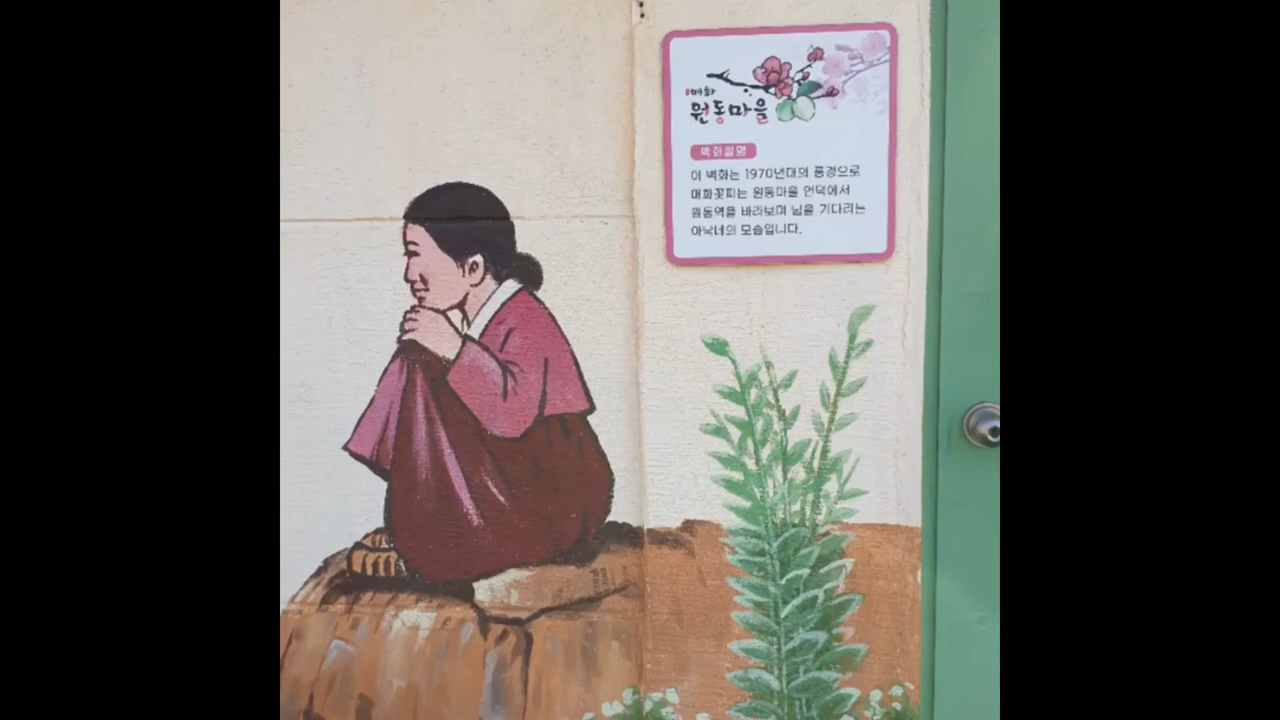 매화
원동마을
벽화설명
이 벽화는 1970년대의 풍경으로
매화꽃피는 원동마을 언덕에서
원동역을 바라보며 님을 기다리는
아낙네의 모습입니다.